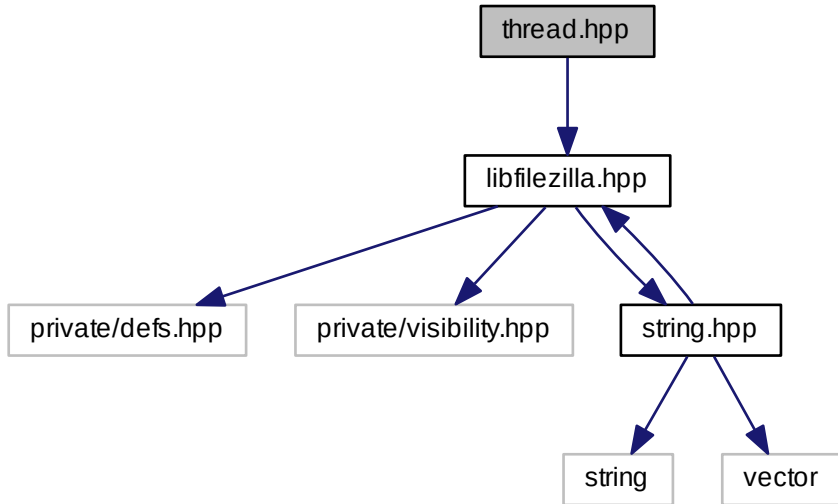 thread.hpp
libfilezilla.hpp
private/defs.hpp
private/visibility.hpp
string.hpp
string
vector